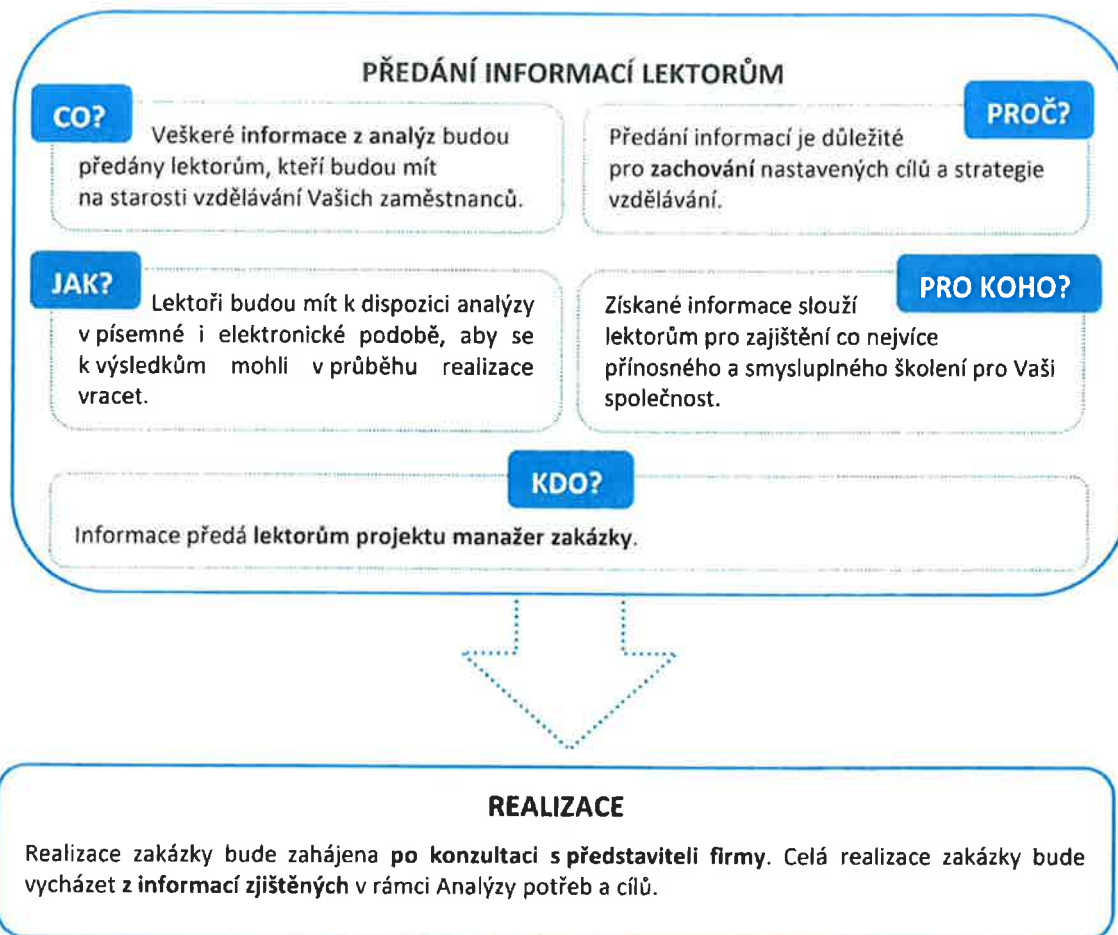 PŘEDÁNÍ INFORMACÍ LEKTORŮM
CO?
Veškeré informace z analýz budou
předány lektorům, kteří budou mít
na starosti vzdělávání Vašich zaměstnanců.
PROČ?
Předání informací je důležité
pro zachování nastavených cílů a strategie
vzdělávání.
JAK?
Lektoři budou mít k dispozici analýzy
v písemné i elektronické podobě, aby se
k výsledkům mohli v průběhu realizace
vracet.
PRO KOHO?
Získané informace slouží
lektorům pro zajištění co nejvíce
přínosného a smysluplného školení pro Vaši
společnost.
KDO?
Informace předá lektorům projektu manažer zakázky.
REALIZACE
Realizace zakázky bude zahájena po konzultaci s představiteli firmy. Celá realizace zakázky bude
vycházet z informací zjištěných v rámci Analýzy potřeb a cílů.